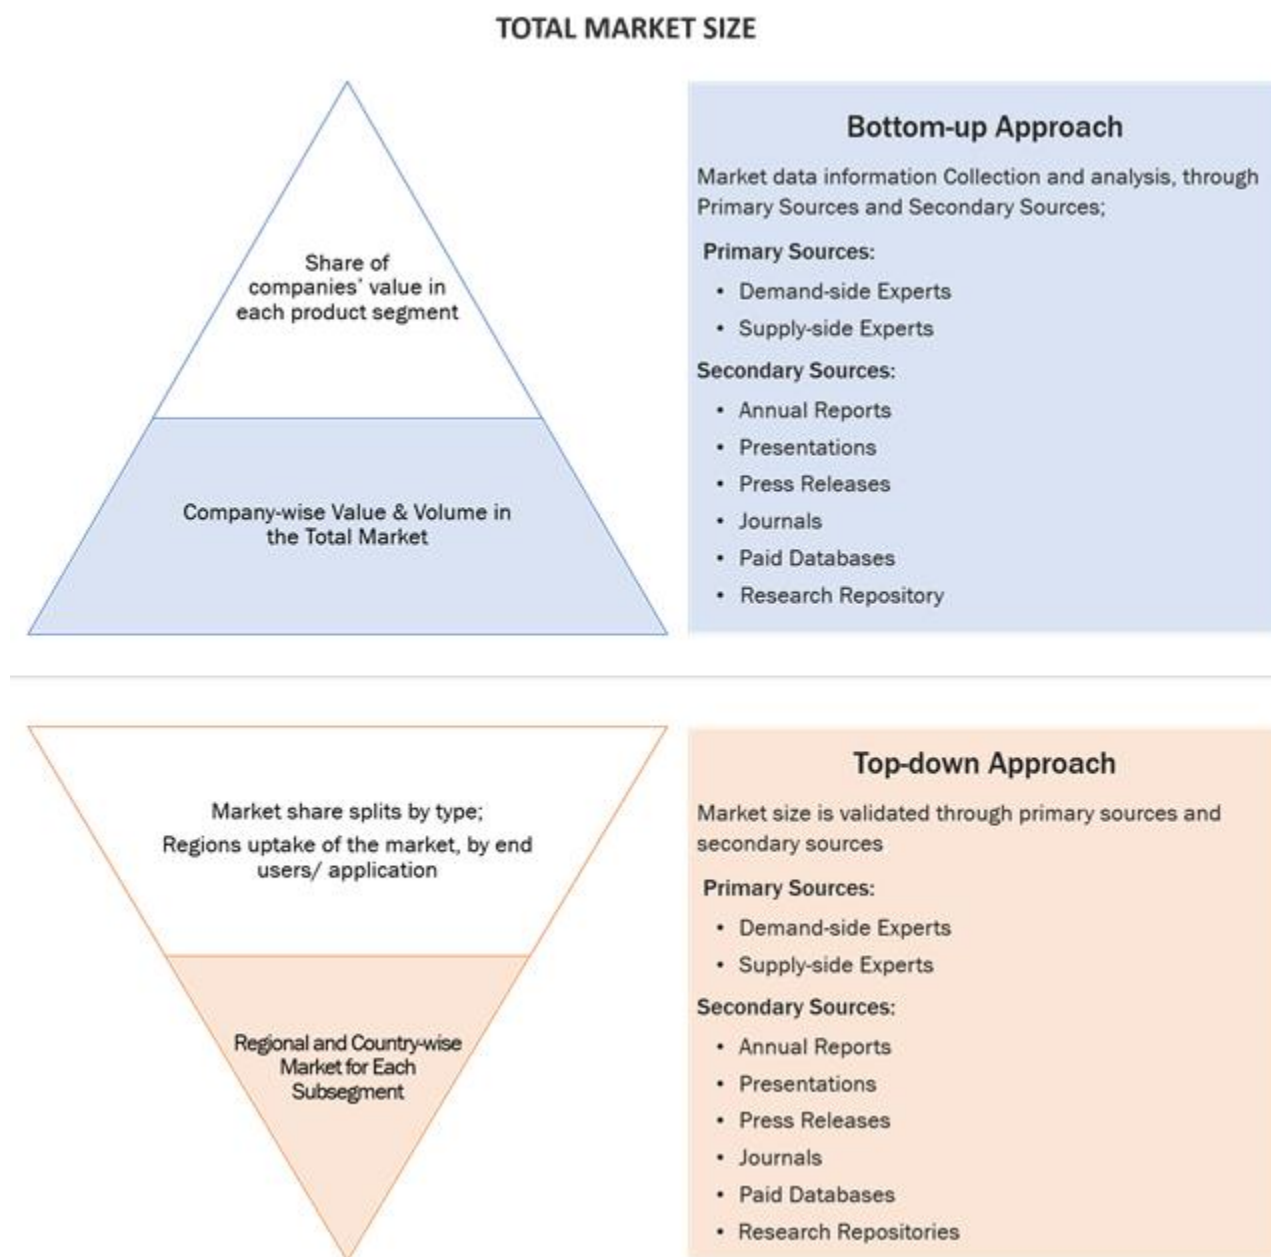 TOTAL MARKET SIZE
Share of
companies' value in
each product segment
Company-wise Value & Volume in
the Total Market
Bottom-up Approach
Market data information Collection and analysis, through
Primary Sources and Secondary Sources;
Primary Sources:
• Demand-side Experts
• Supply-side Experts
Secondary Sources:
• Annual Reports
• Presentations
• Press Releases
• Journals
• Paid Databases
• Research Repository
Market share splits by type;
Regions uptake of the market, by end
users/ application
Regional and Country-wise
Market for Each
Subsegment
Top-down Approach
Market size is validated through primary sources and
secondary sources
Primary Sources:
• Demand-side Experts
• Supply-side Experts
Secondary Sources:
• Annual Reports
• Presentations
• Press Releases
• Journals
• Paid Databases
• Research Repositories